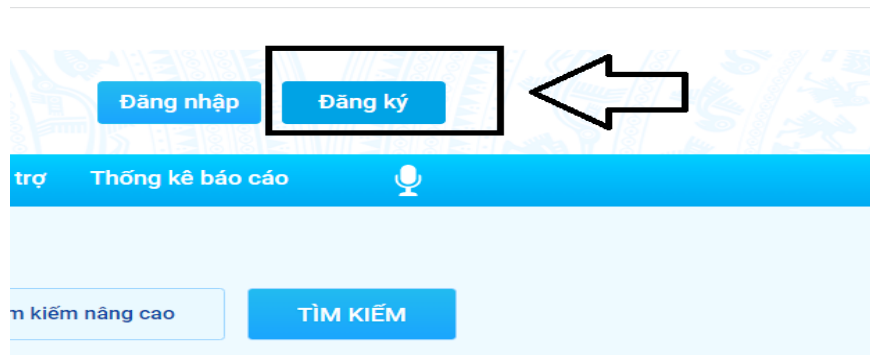 Đăng nhập
Đăng ký
trợ
Thống kê báo cáo
m kiếm nâng cao
TÌM KIẾM